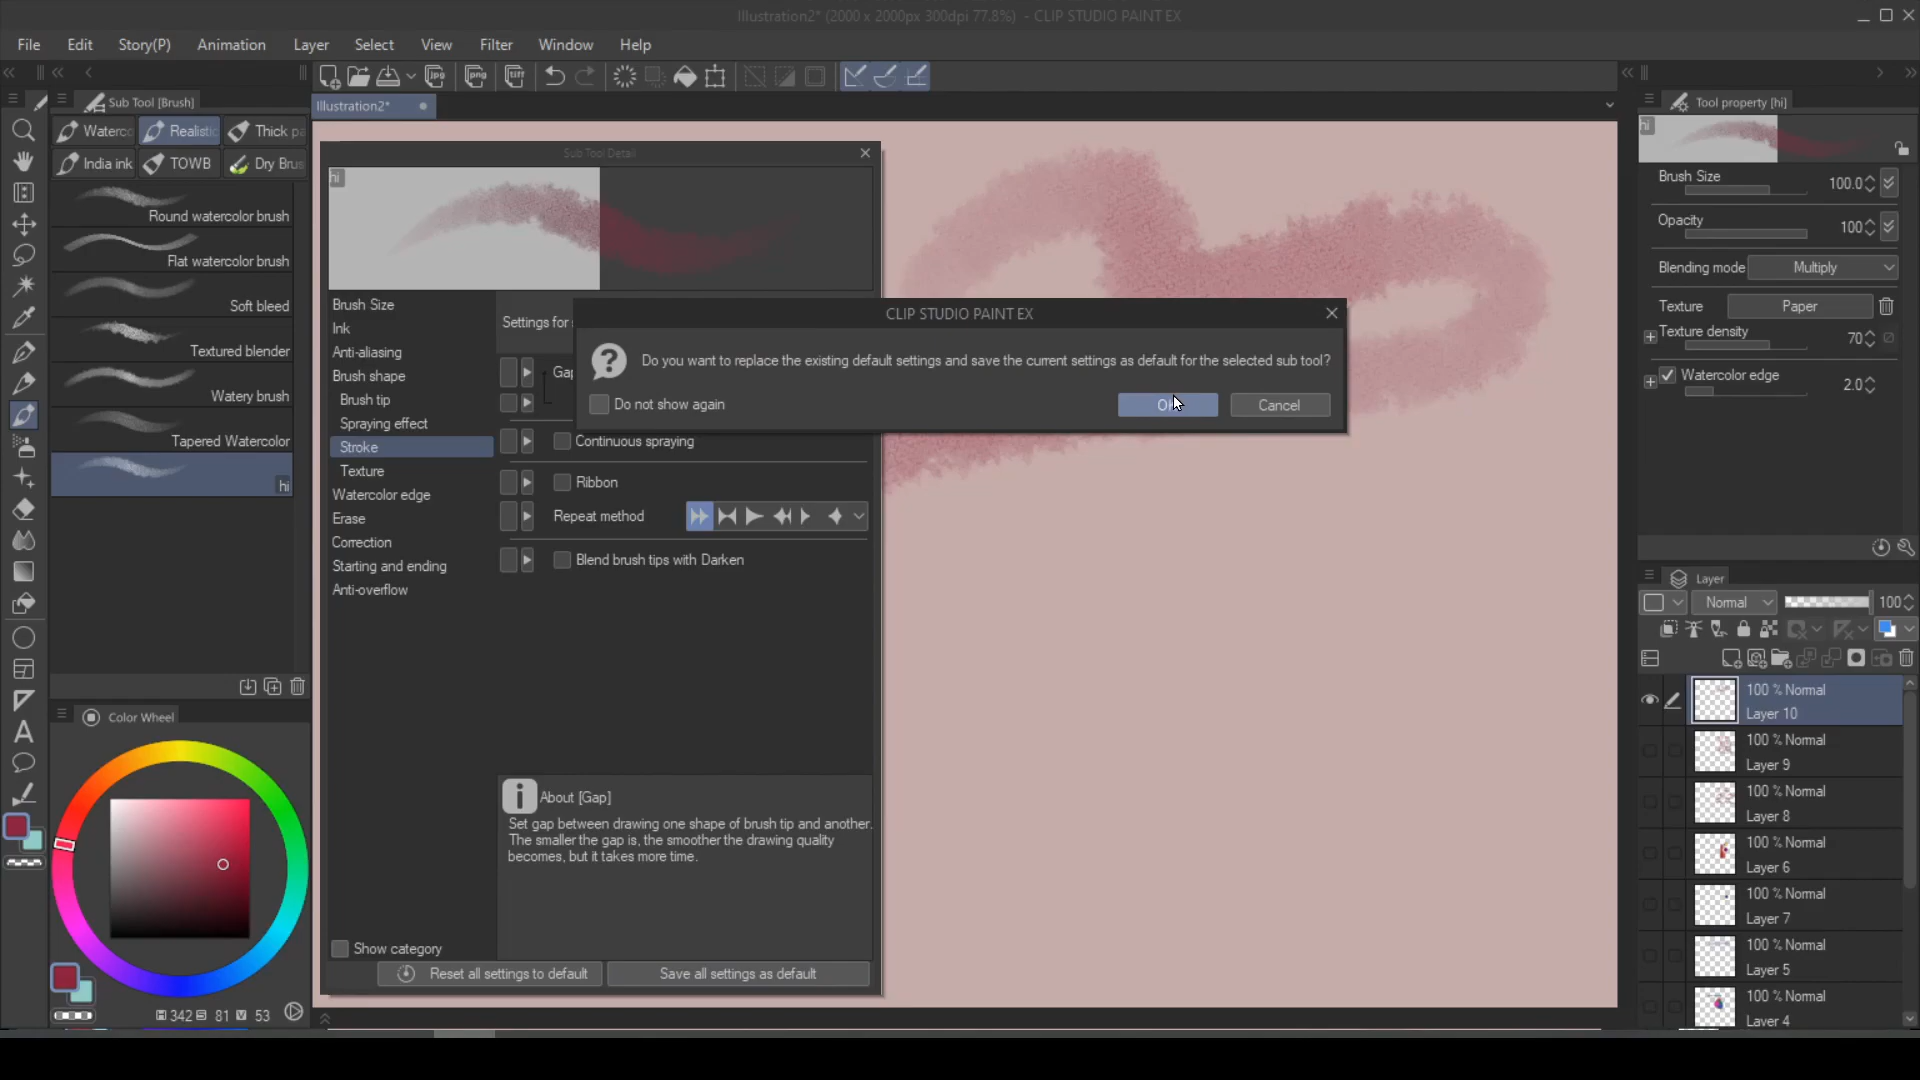 Illustration2* (2000 x 2000px 300dpi 77.8%) - CLIP STUDIO PAINT EX
File Edit Story(P) Animation Layer Select View Filter Window Help
jpg png tiff
Sub Tool [Brush]
Illustration2*
Tool property [hi]
Waterc Realistic Thick pa
India ink TOWB Dry Brus
Round watercolor brush
Flat watercolor brush
Soft bleed
Textured blender
Watery brush
Tapered Watercolor
hi
Color Wheel
H 342 S 81 V 53
Sub Tool Detail
hi
Brush Size
Ink
Anti-aliasing
Brush shape
Brush tip
Spraying effect
Stroke
Texture
Watercolor edge
Erase
Correction
Starting and ending
Anti-overflow
Settings for
Gap
Continuous spraying
Ribbon
Repeat method
Blend brush tips with Darken
About [Gap]
Set gap between drawing one shape of brush tip and another.
The smaller the gap is, the smoother the drawing quality
becomes, but it takes more time.
Show category
Reset all settings to default
Save all settings as default
CLIP STUDIO PAINT EX
Do you want to replace the existing default settings and save the current settings as default for the selected sub tool?
Do not show again
OK
Cancel
hi
Brush Size 100.0
Opacity 100
Blending mode Multiply
Texture Paper
Texture density 70
Watercolor edge 2.0
Layer
Normal 100
100 % Normal
Layer 10
100 % Normal
Layer 9
100 % Normal
Layer 8
100 % Normal
Layer 6
100 % Normal
Layer 7
100 % Normal
Layer 5
100 % Normal
Layer 4